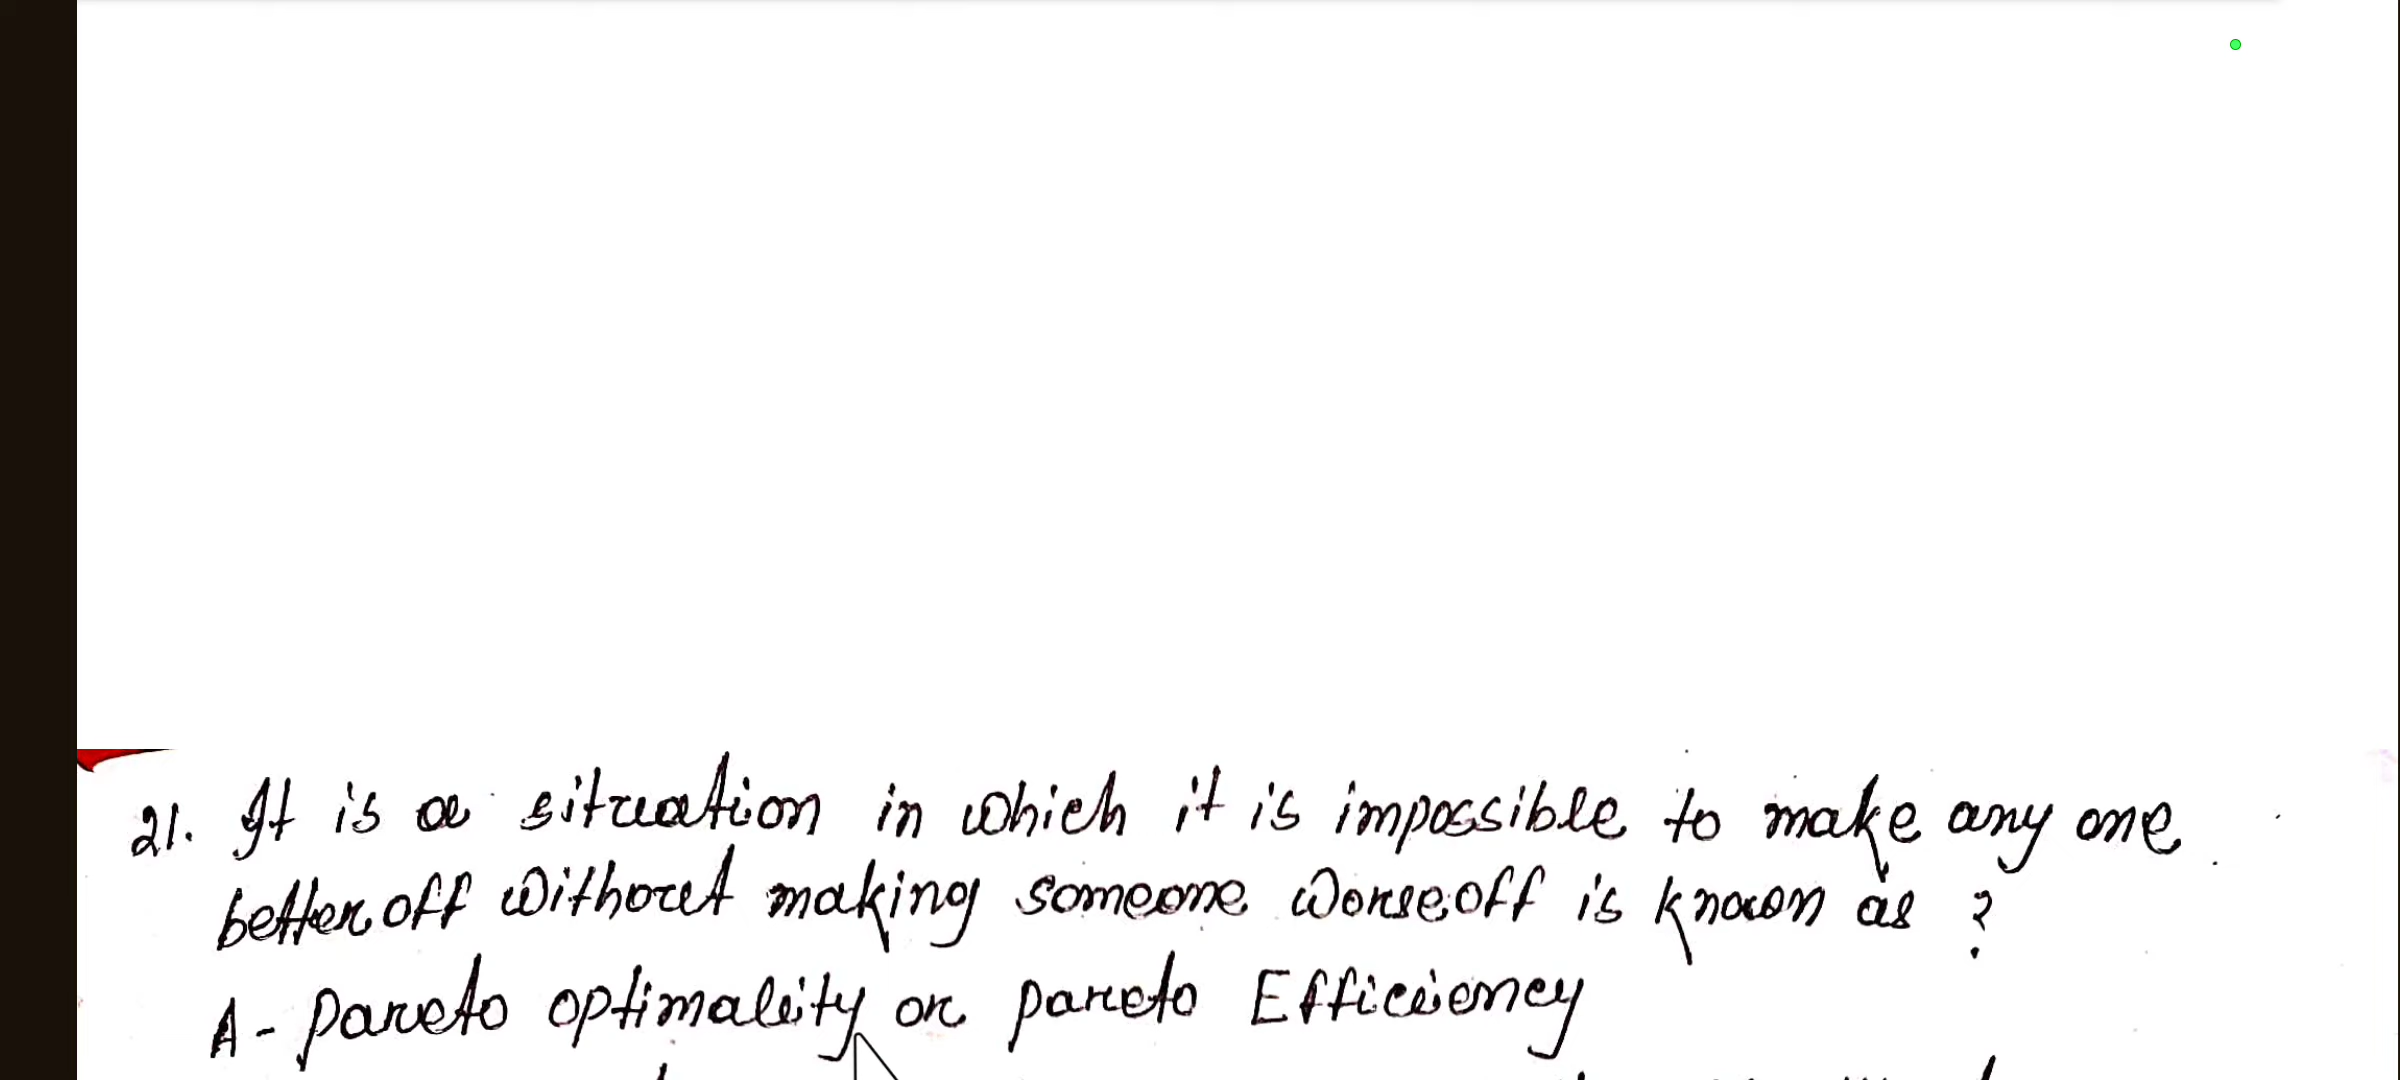 21. It is a situation in which it is impossible to make any one
better off without making someone worse off is known as ?
A - Pareto optimality or pareto Efficiency